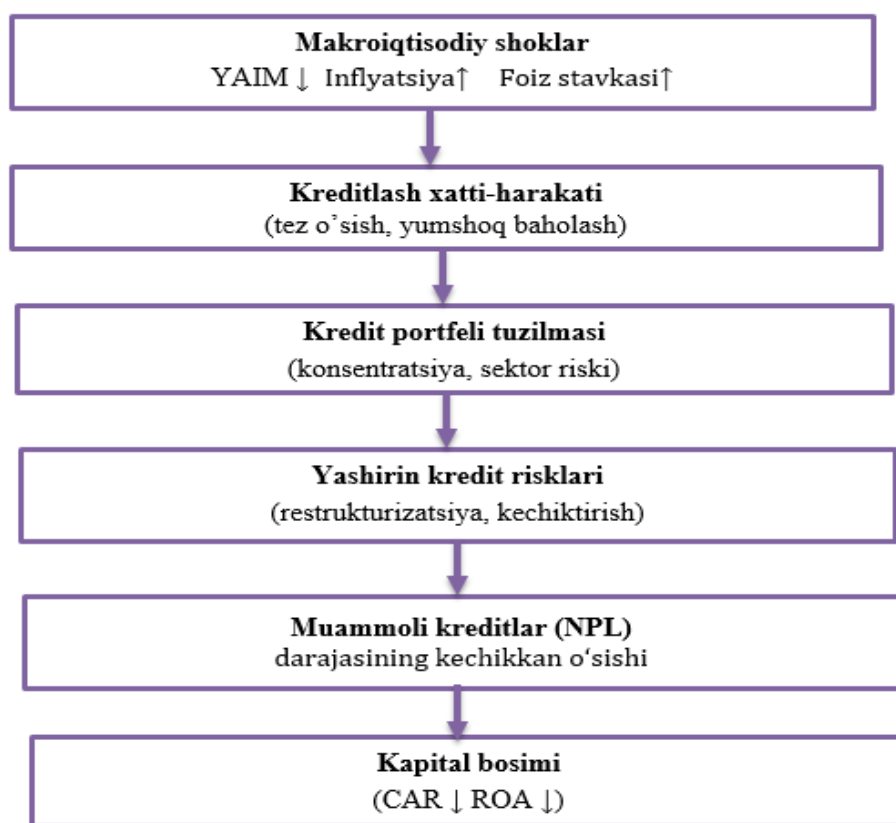 Makroiqtisodiy shoklar
YAIM ↓ Inflyatsiya↑ Foiz stavkasi↑
Kreditlash xatti-harakati
(tez o’sish, yumshoq baholash)
Kredit portfeli tuzilmasi
(konsentratsiya, sektor riski)
Yashirin kredit risklari
(restrukturizatsiya, kechiktirish)
Muammoli kreditlar (NPL)
darajasining kechikkan o‘sishi
Kapital bosimi
(CAR ↓ ROA ↓)